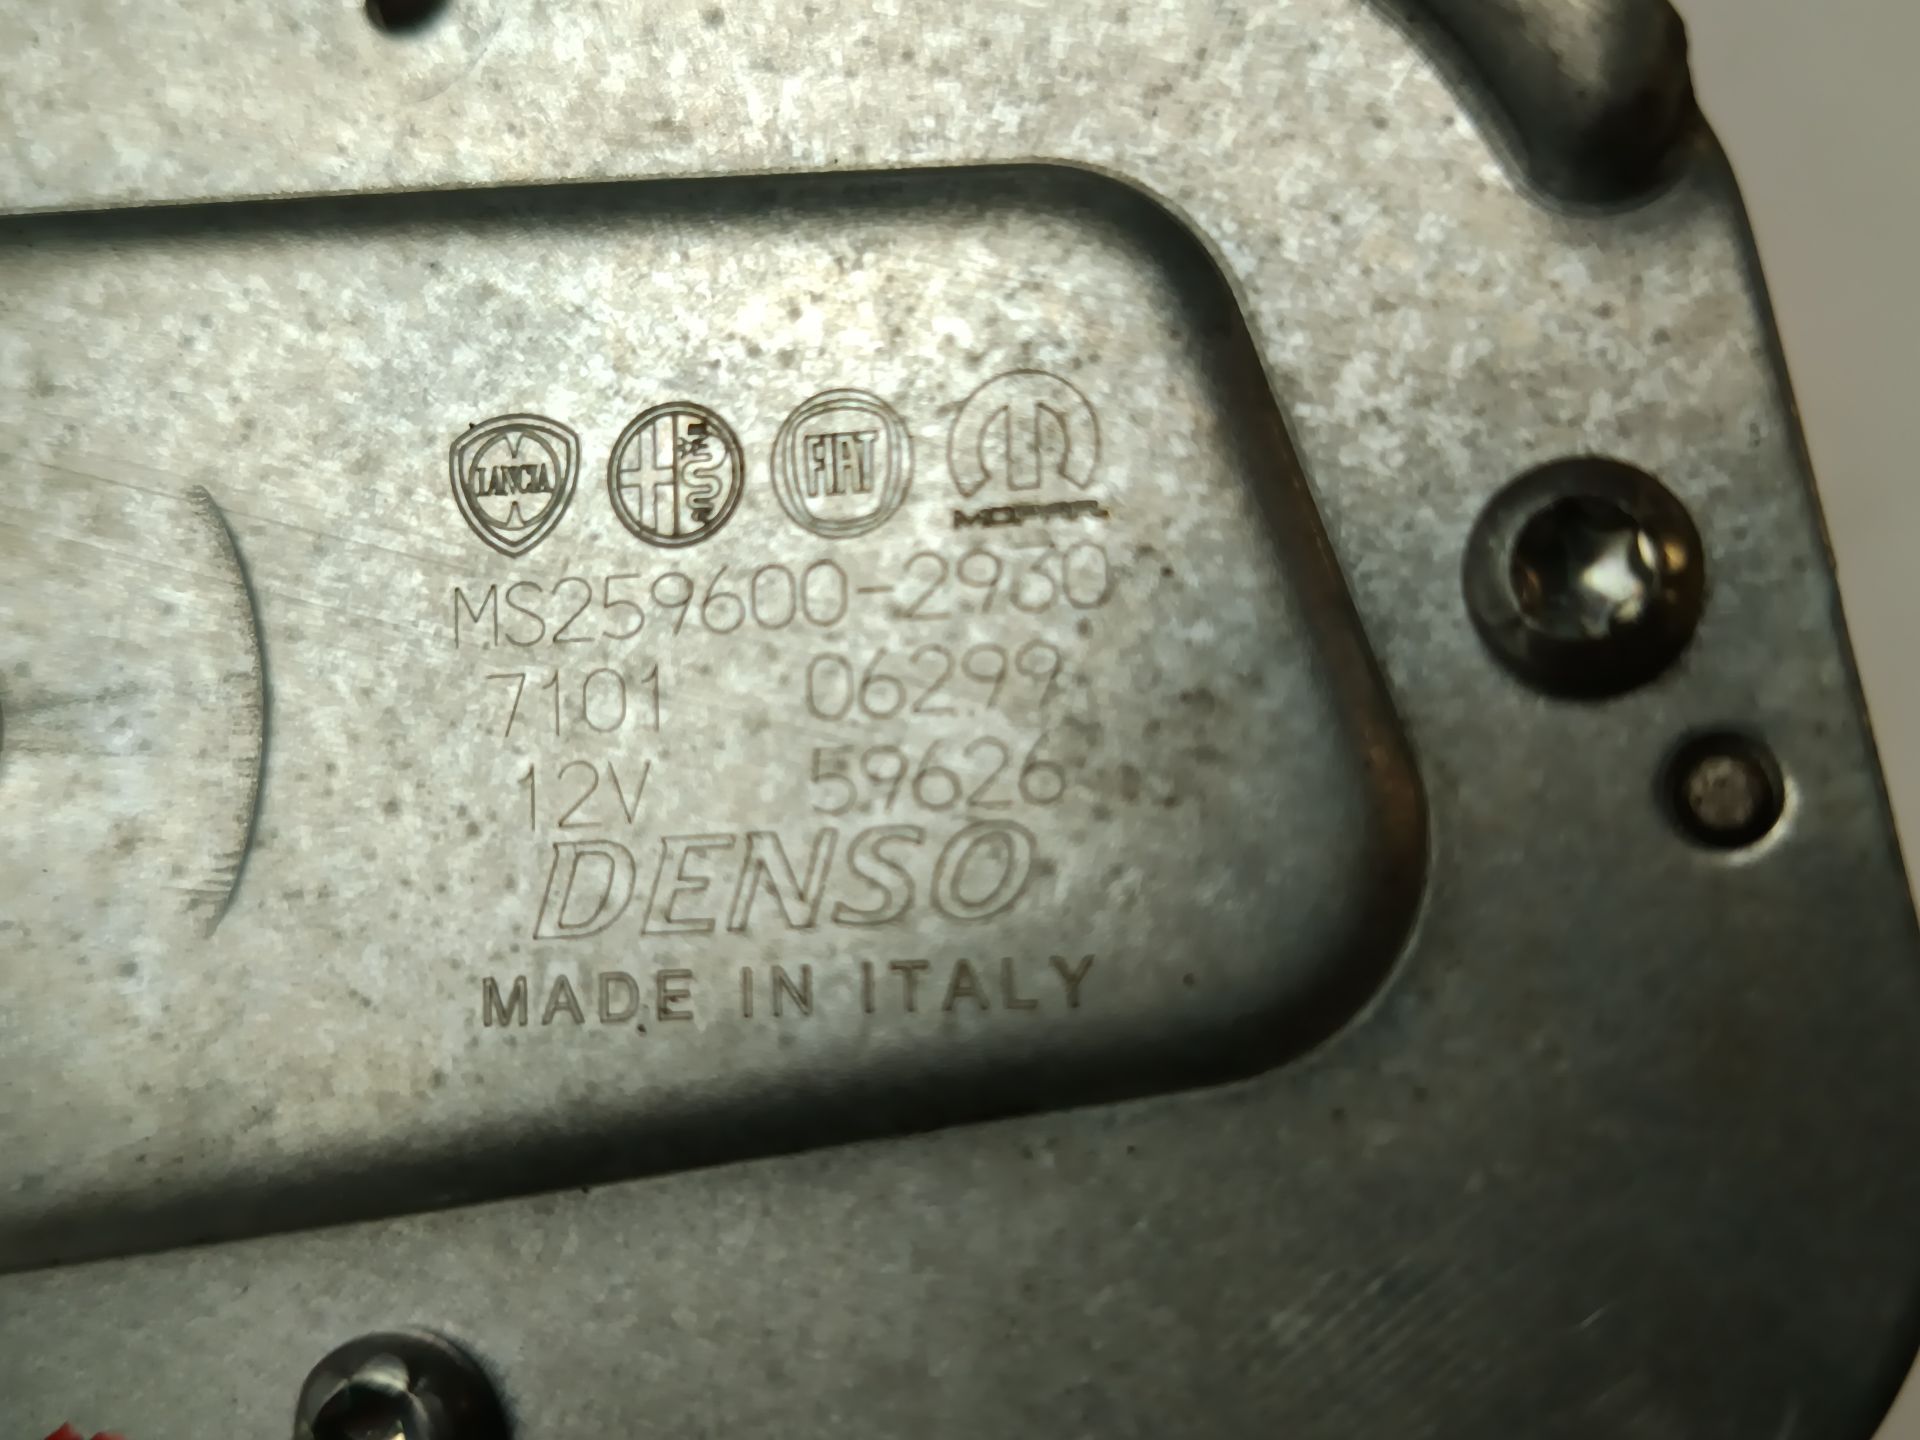 LANCIA FIAT MOPAR
MS259600-2930
7101 06299
12V 59626
DENSO
MADE IN ITALY